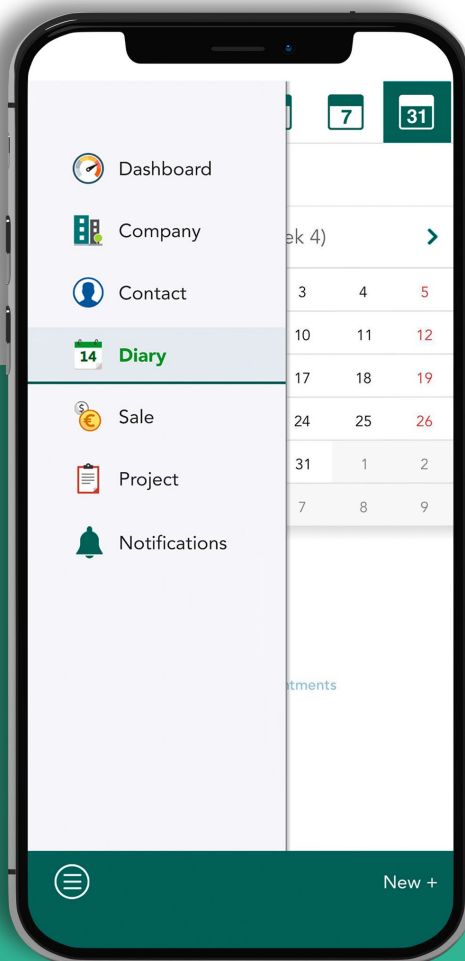 7
31
Dashboard
Company
ek 4)
Contact
3 4 5
10 11 12
14
Diary
17 18 19
Sale
24 25 26
31 1 2
Project
7 8 9
Notifications
ntments
New +